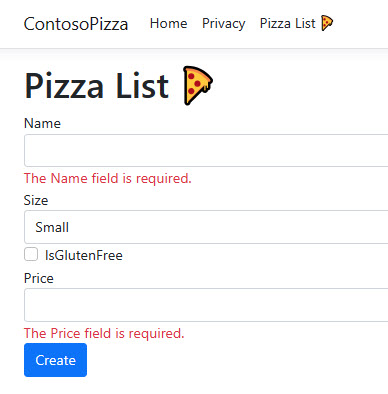 ContosoPizza Home Privacy Pizza List 🍕
Pizza List 🍕
Name
The Name field is required.
Size
Small
IsGlutenFree
Price
The Price field is required.
Create